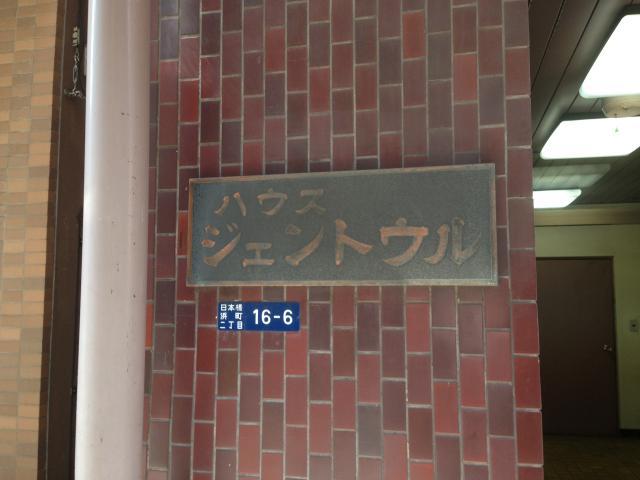 ハウス
ジェントウル
日本橋
浜町
二丁目
16-6